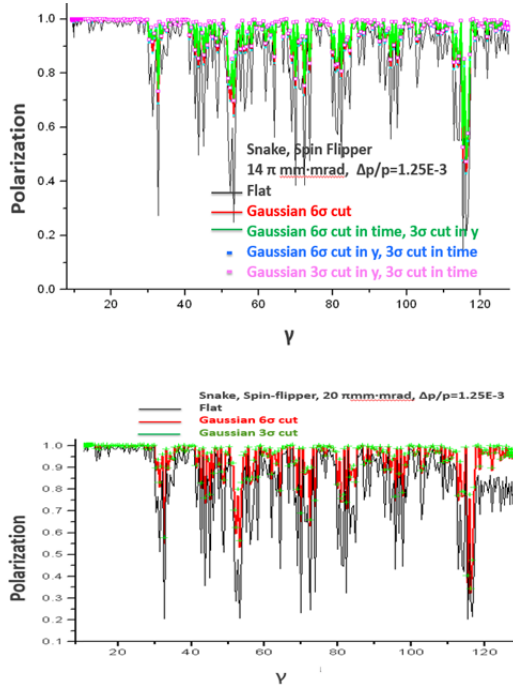 1.0
0.8
0.6
0.4
0.2
0.0
Polarization
Snake, Spin Flipper
14 π mm·mrad, Δp/p=1.25E-3
Flat
Gaussian 6σ cut
Gaussian 6σ cut in time, 3σ cut in y
Gaussian 6σ cut in y, 3σ cut in time
Gaussian 3σ cut in y, 3σ cut in time
20 40 60 80 100 120
γ
Snake, Spin-flipper, 20 πmm·mrad, Δp/p=1.25E-3
Flat
Gaussian 6σ cut
Gaussian 3σ cut
1.0
0.9
0.8
0.7
0.6
0.5
0.4
0.3
0.2
0.1
Polarization
20 40 60 80 100 120
γ